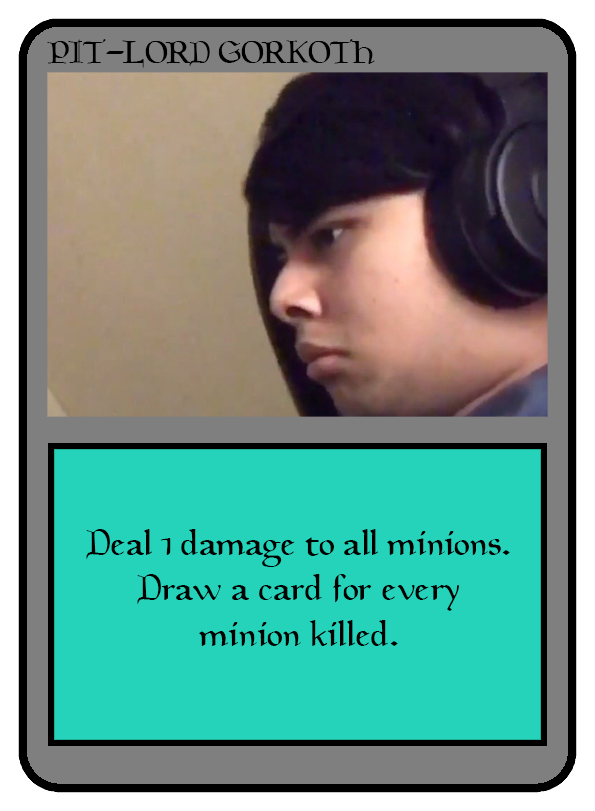 PIT-LORD GORKOTH
Deal 1 damage to all minions.
Draw a card for every
minion killed.